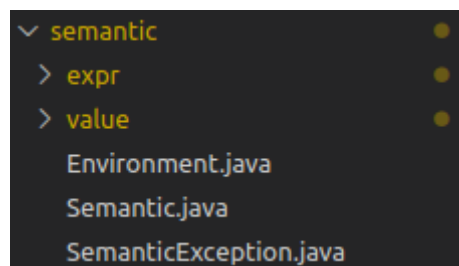 semantic
expr
value
Environment.java
Semantic.java
SemanticException.java